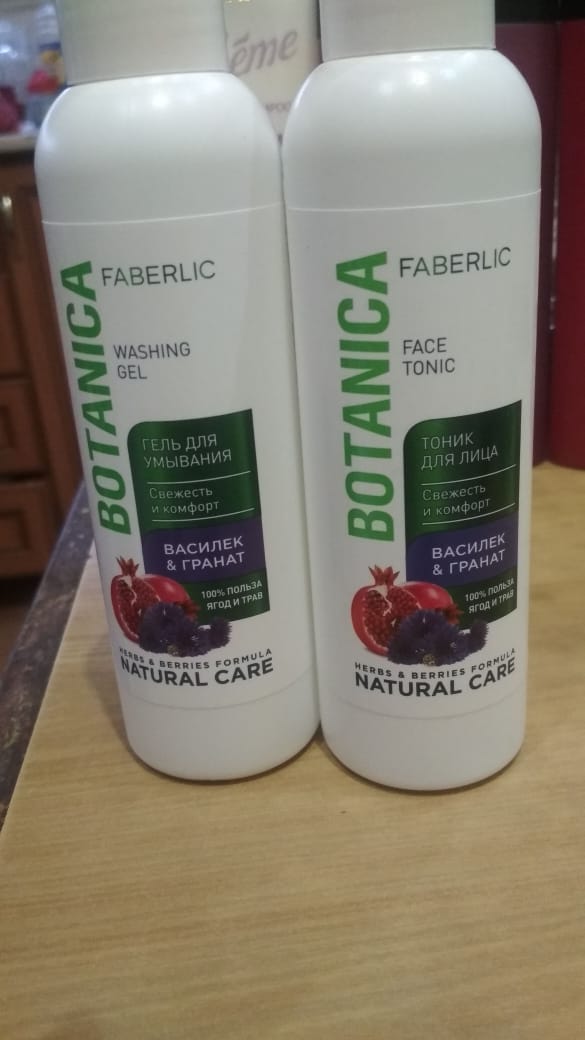 ēme
BOTANICA
FABERLIC
WASHING
GEL
ГЕЛЬ ДЛЯ
УМЫВАНИЯ
Свежесть
и комфорт
ВАСИЛЕК
& ГРАНАТ
100% ПОЛЬЗА
ЯГОД И ТРАВ
HERBS & BERRIES FORMULA
NATURAL CARE
BOTANICA
FABERLIC
FACE
TONIC
ТОНИК
ДЛЯ ЛИЦА
Свежесть
и комфорт
ВАСИЛЕК
& ГРАНАТ
100% ПОЛЬЗА
ЯГОД И ТРАВ
HERBS & BERRIES FORMULA
NATURAL CARE